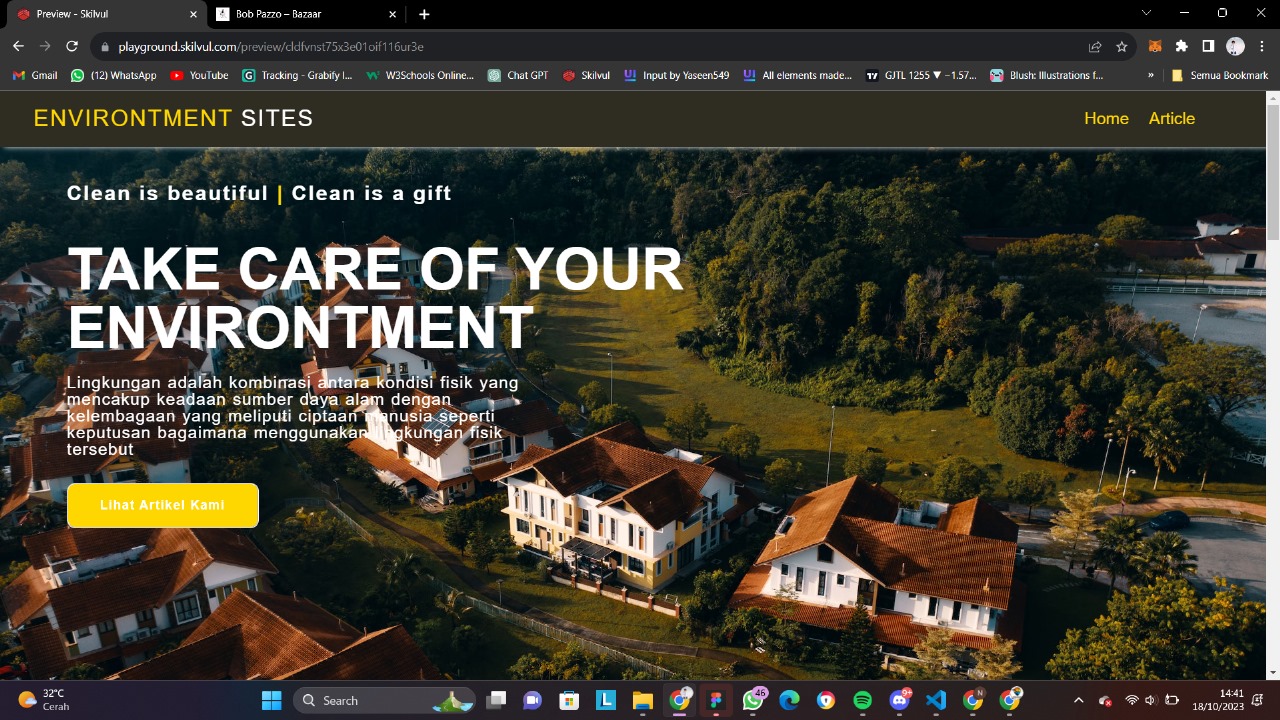 Preview - Skilvul
Bob Pazzo – Bazaar
playground.skilvul.com/preview/cldfvnst75x3e01oif116ur3e
Gmail
(12) WhatsApp
YouTube
Tracking - Grabify I...
W3Schools Online...
Chat GPT
Skilvul
Input by Yaseen549
All elements made...
GJTL 1255 ▼ −1.57...
Blush: Illustrations f...
»
Semua Bookmark
ENVIRONTMENT SITES
Home
Article
Clean is beautiful | Clean is a gift
TAKE CARE OF YOUR
ENVIRONTMENT
Lingkungan adalah kombinasi antara kondisi fisik yang
mencakup keadaan sumber daya alam dengan
kelembagaan yang meliputi ciptaan manusia seperti
keputusan bagaimana menggunakan lingkungan fisik
tersebut
Lihat Artikel Kami
32°C
Cerah
Search
46
9+
14:41
18/10/2023